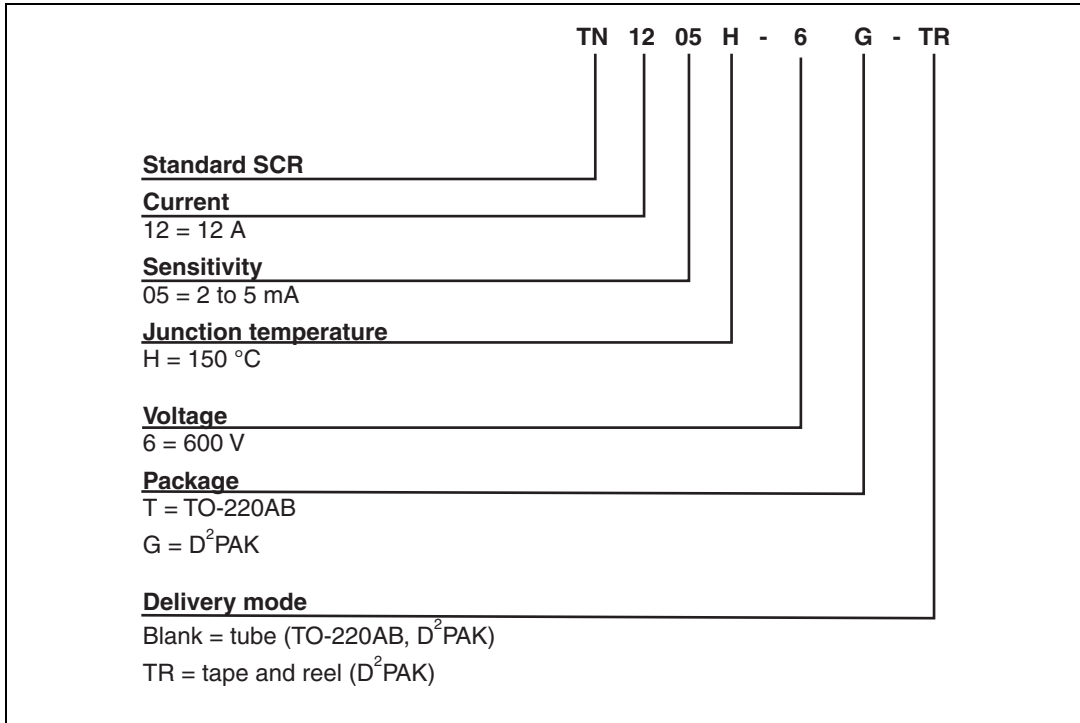 TN 12 05 H - 6 G - TR
Standard SCR
Current
12 = 12 A
Sensitivity
05 = 2 to 5 mA
Junction temperature
H = 150 °C
Voltage
6 = 600 V
Package
T = TO-220AB
G = D²PAK
Delivery mode
Blank = tube (TO-220AB, D²PAK)
TR = tape and reel (D²PAK)